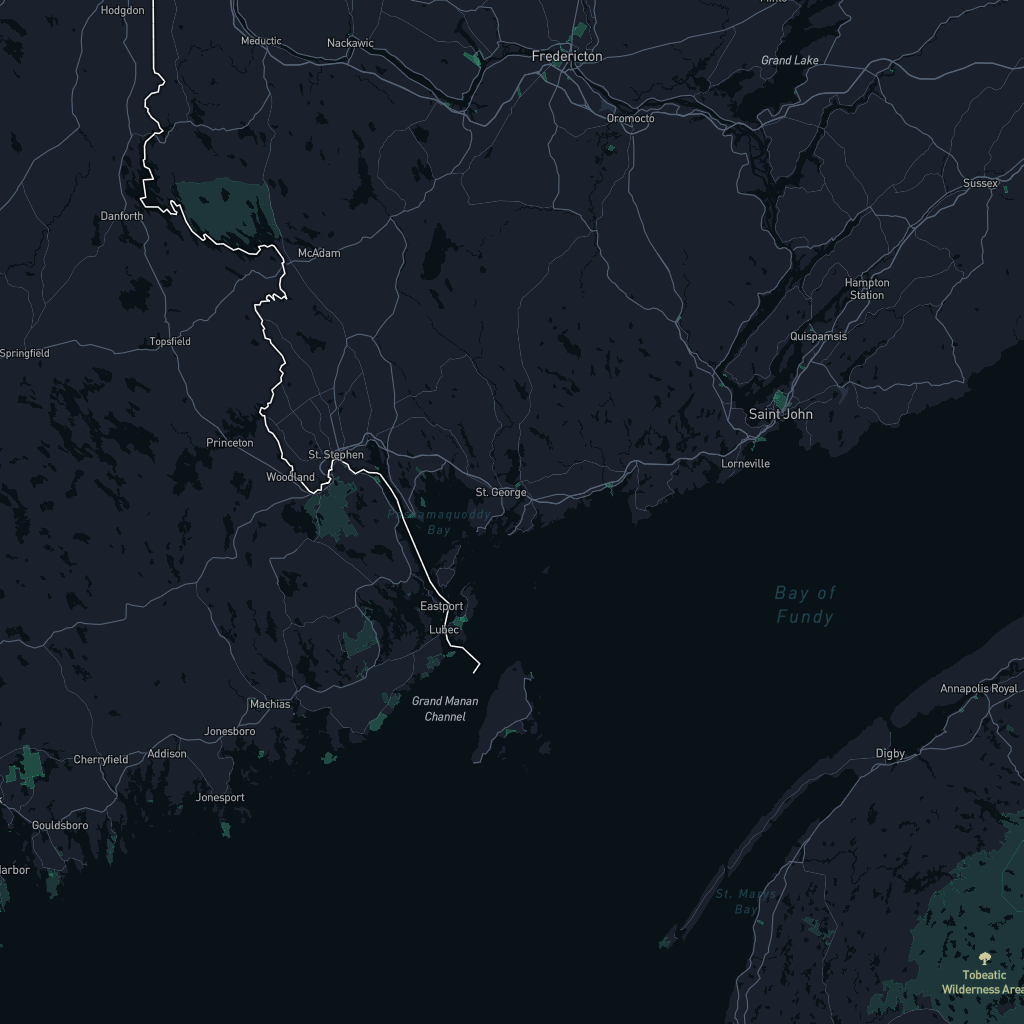 Hodgdon
Meductic
Nackawic
Fredericton
Grand Lake
Oromocto
Sussex
Danforth
McAdam
Hampton
Station
Quispamsis
Topsfield
Springfield
Saint John
Princeton
St. Stephen
Lorneville
Woodland
St. George
Passamaquoddy
Bay
Bay of
Fundy
Eastport
Lubec
Annapolis Royal
Grand Manan
Channel
Machias
Jonesboro
Addison
Cherryfield
Digby
Jonesport
Gouldsboro
St. Marys
Bay
Tobeatic
Wilderness Area